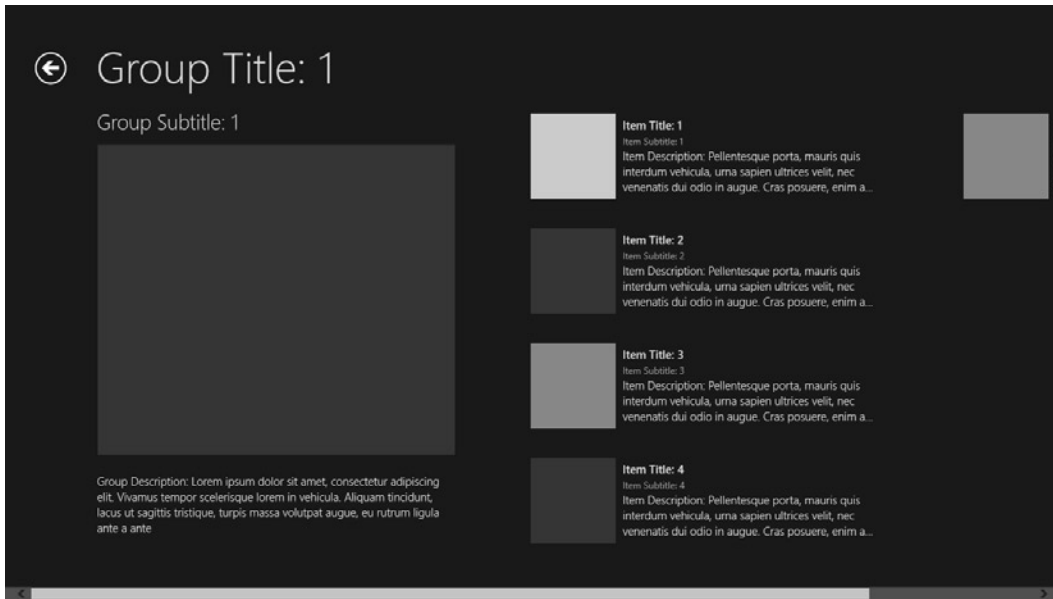 Group Title: 1
Group Subtitle: 1
Group Description: Lorem ipsum dolor sit amet, consectetur adipiscing
elit. Vivamus tempor scelerisque lorem in vehicula. Aliquam tincidunt,
lacus ut sagittis tristique, turpis massa volutpat augue, eu rutrum ligula
ante a ante
Item Title: 1
Item Subtitle: 1
Item Description: Pellentesque porta, mauris quis
interdum vehicula, urna sapien ultrices velit, nec
venenatis dui odio in augue. Cras posuere, enim a...
Item Title: 2
Item Subtitle: 2
Item Description: Pellentesque porta, mauris quis
interdum vehicula, urna sapien ultrices velit, nec
venenatis dui odio in augue. Cras posuere, enim a...
Item Title: 3
Item Subtitle: 3
Item Description: Pellentesque porta, mauris quis
interdum vehicula, urna sapien ultrices velit, nec
venenatis dui odio in augue. Cras posuere, enim a...
Item Title: 4
Item Subtitle: 4
Item Description: Pellentesque porta, mauris quis
interdum vehicula, urna sapien ultrices velit, nec
venenatis dui odio in augue. Cras posuere, enim a...